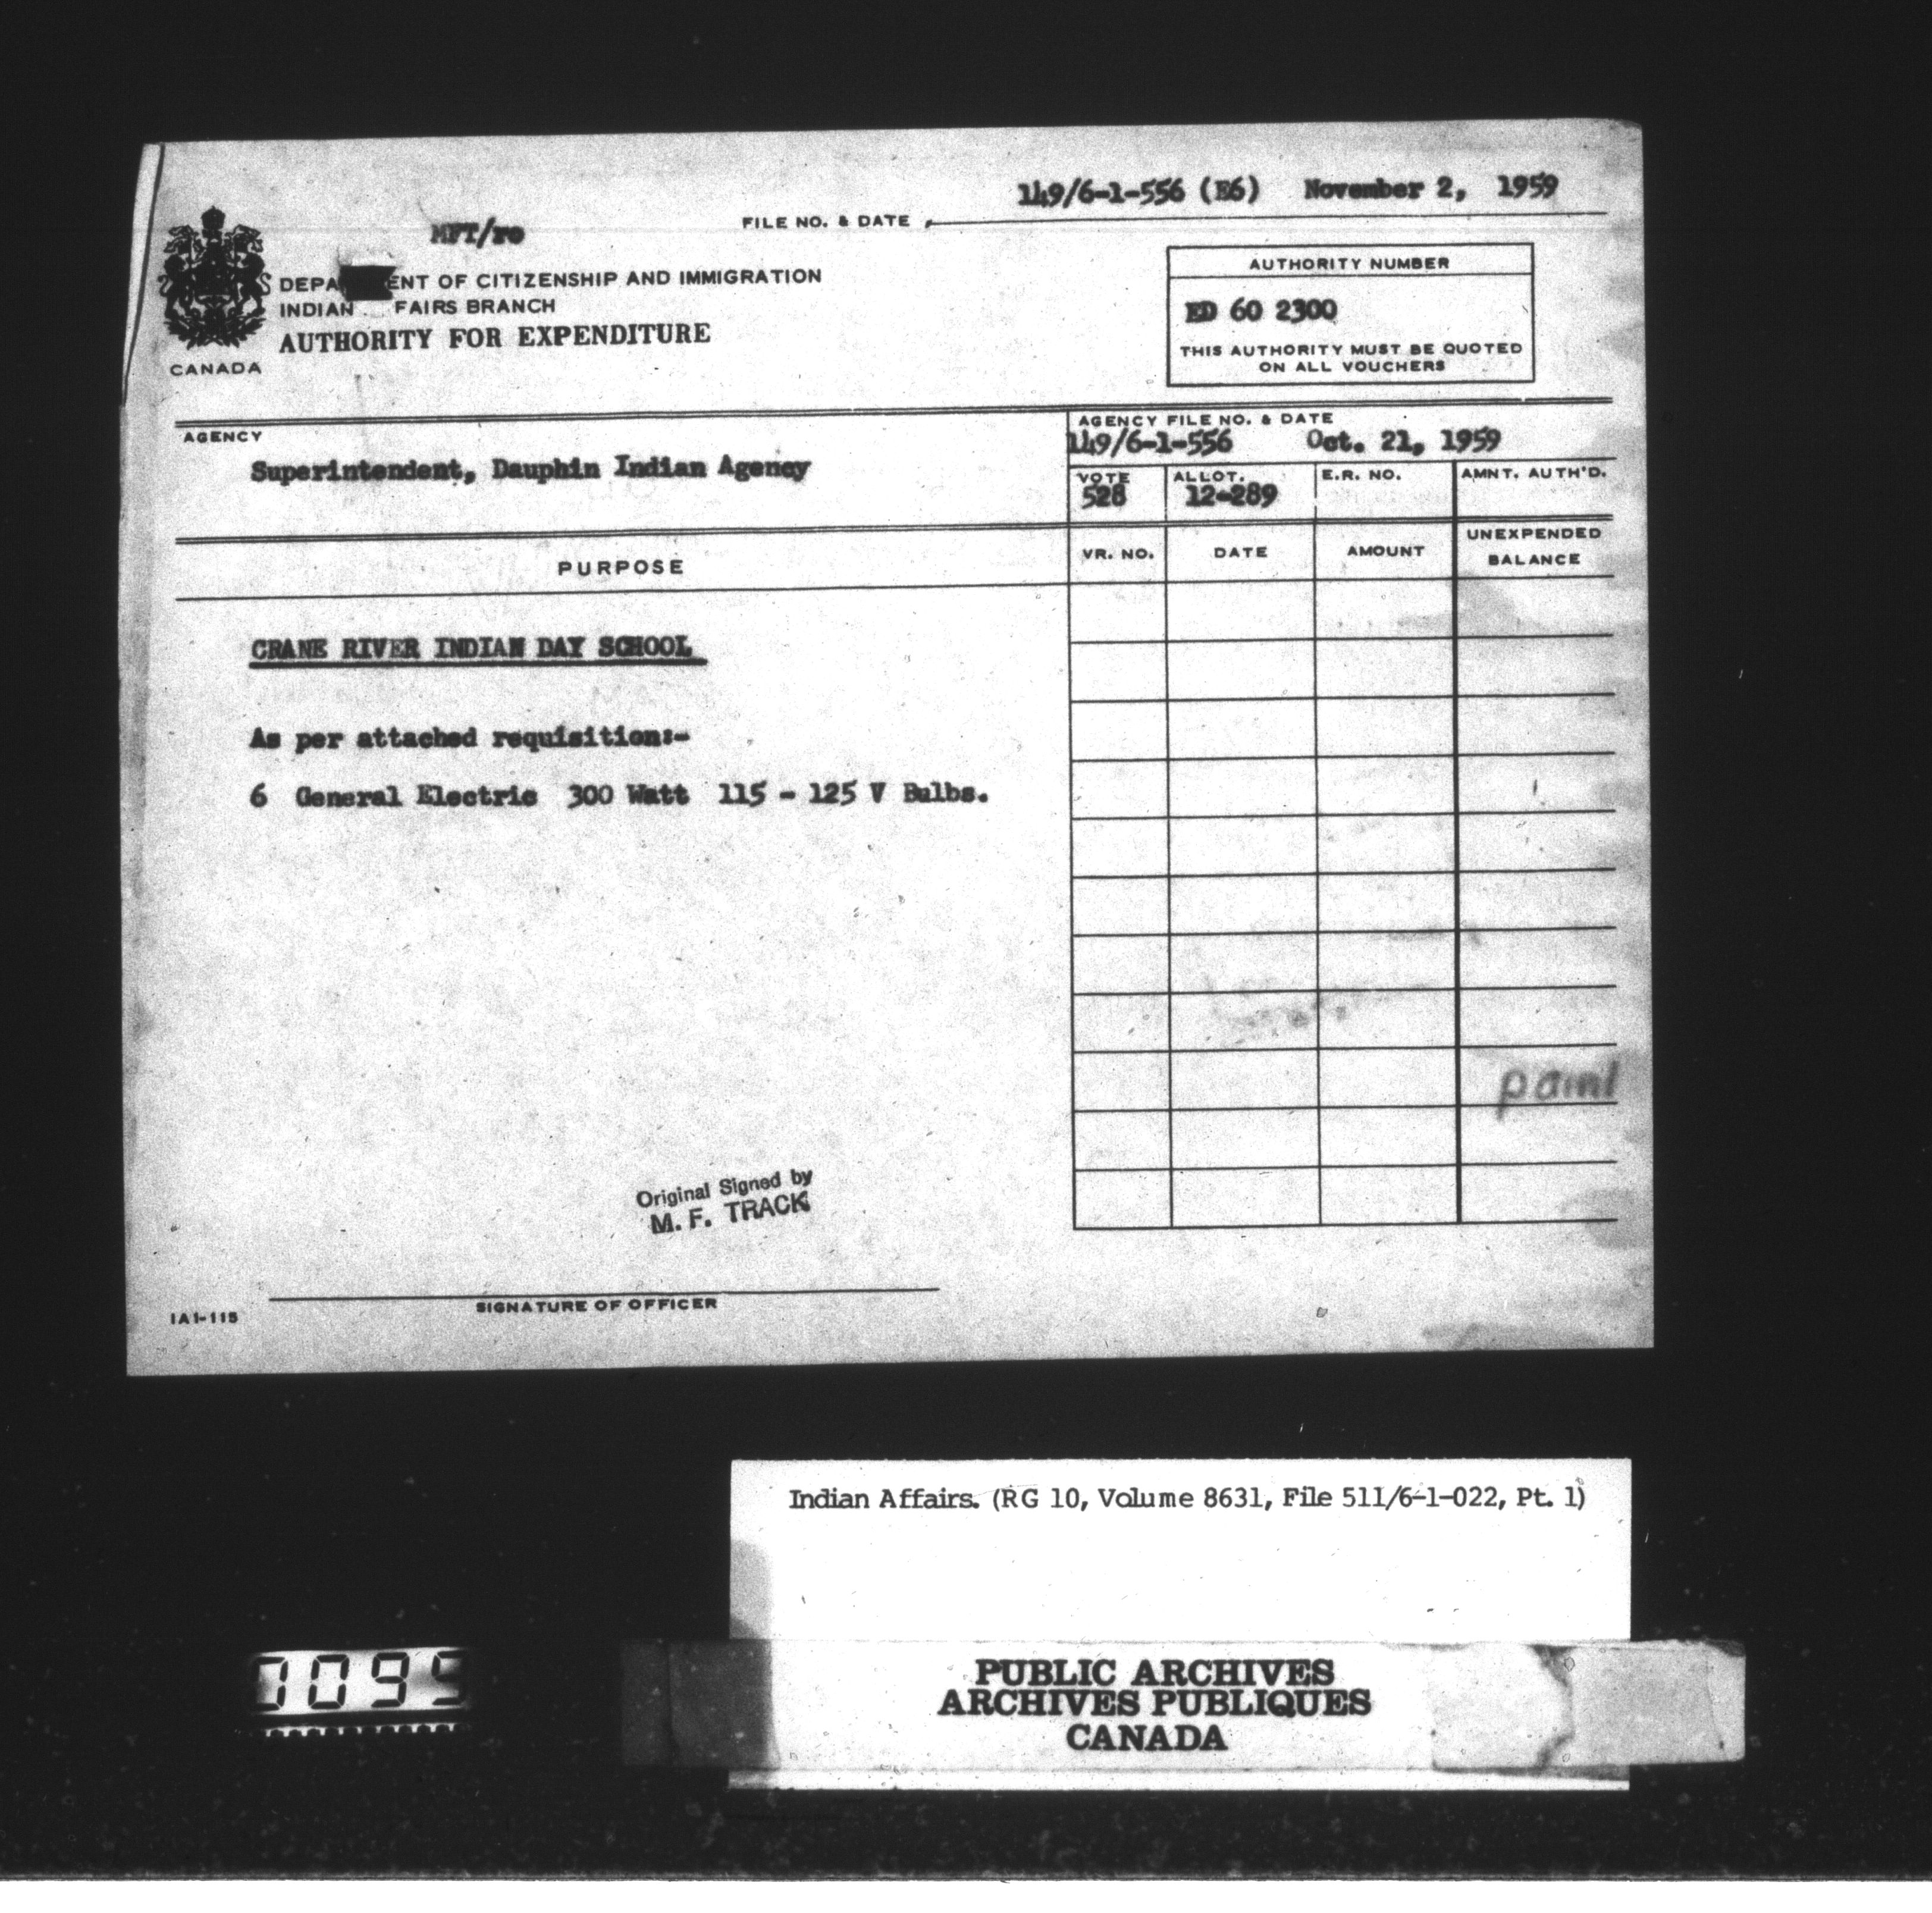 149/6-1-556 (E6) November 2, 1959
FILE NO. & DATE
MFT/ro
DEPA ENT OF CITIZENSHIP AND IMMIGRATION
INDIAN FAIRS BRANCH
AUTHORITY FOR EXPENDITURE
CANADA
AUTHORITY NUMBER
ED 60 2300
THIS AUTHORITY MUST BE QUOTED
ON ALL VOUCHERS
AGENCY
Superintendent, Dauphin Indian Agency
AGENCY FILE NO. & DATE
149/6-1-556 Oct. 21, 1959
VOTE ALLOT. E.R. NO. AMNT. AUTH'D.
528 12-289
PURPOSE
VR. NO. DATE AMOUNT UNEXPENDED
BALANCE
CRANE RIVER INDIAN DAY SCHOOL
As per attached requisition:-
6 General Electric 300 Watt 115 - 125 V Bulbs.
Original Signed by
M. F. TRACK
SIGNATURE OF OFFICER
IA1-115
Indian Affairs. (RG 10, Volume 8631, File 511/6-1-022, Pt. 1)
PUBLIC ARCHIVES
ARCHIVES PUBLIQUES
CANADA